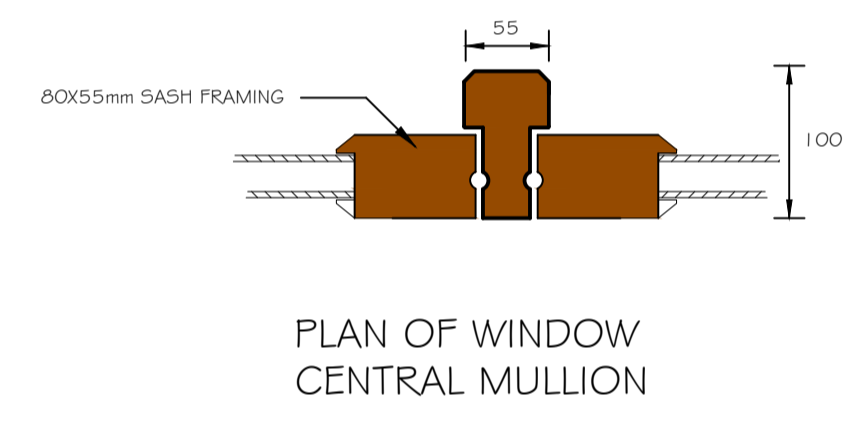 55
80X55mm SASH FRAMING
100
PLAN OF WINDOW
CENTRAL MULLION